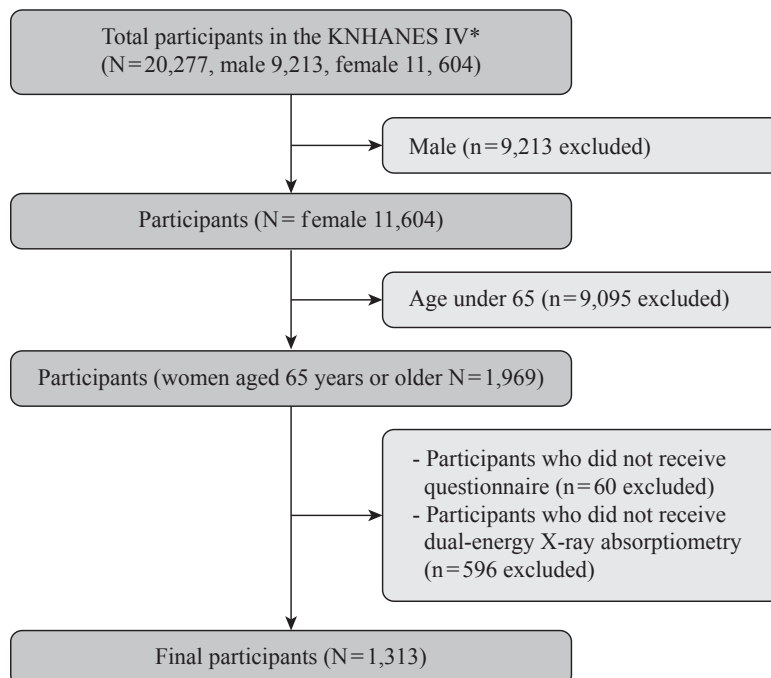 Total participants in the KNHANES IV*
(N=20,277, male 9,213, female 11, 604)
Male (n=9,213 excluded)
Participants (N= female 11,604)
Age under 65 (n=9,095 excluded)
Participants (women aged 65 years or older N=1,969)
- Participants who did not receive
questionnaire (n=60 excluded)
- Participants who did not receive
dual-energy X-ray absorptiometry
(n=596 excluded)
Final participants (N=1,313)